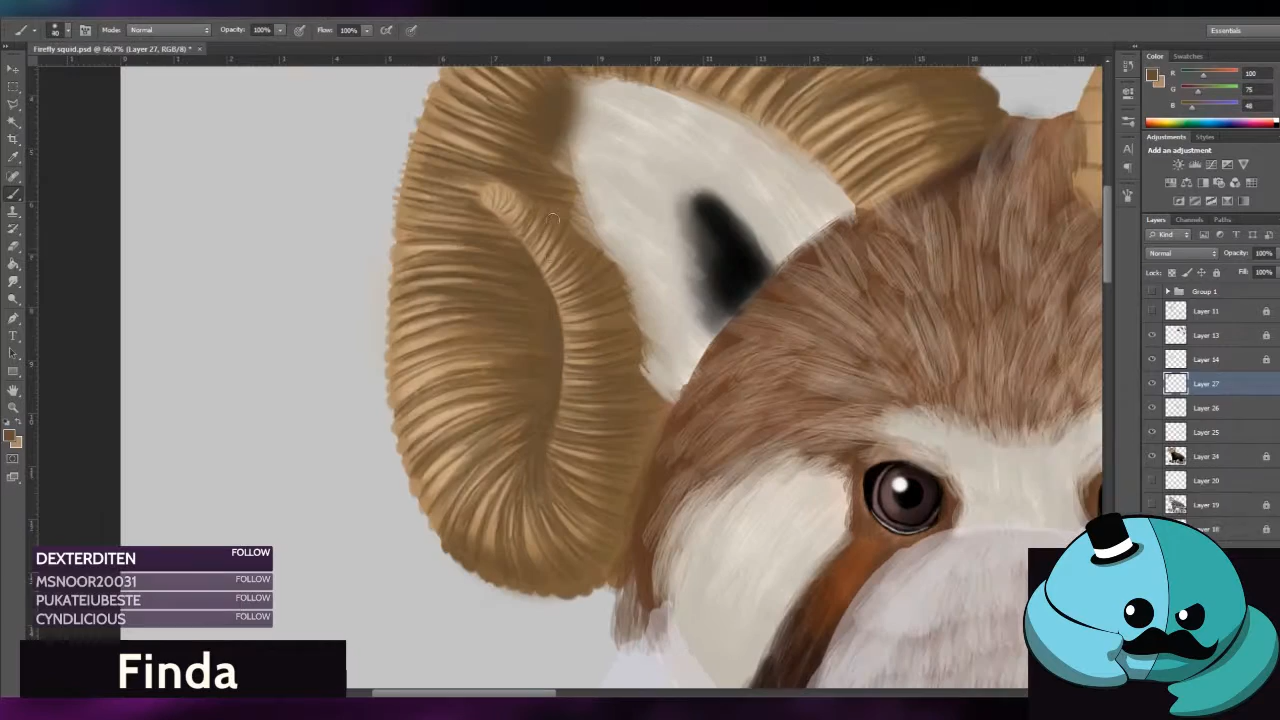 40 Mode: Normal Opacity: 100% Flow: 100% Essentials
Firefly squid.psd @ 66.7% (Layer 27, RGB/8) * ×
Color Swatches
R 100
G 75
B 48
Adjustments Styles
Add an adjustment
Layers Channels Paths
Kind
Normal Opacity: 100%
Lock: Fill: 100%
Group 1
Layer 11
Layer 13
Layer 14
Layer 27
Layer 26
Layer 25
Layer 24
Layer 20
Layer 19
Layer 18
DEXTERDITEN FOLLOW
MSNOOR20031 FOLLOW
PUKATEIUBESTE FOLLOW
CYNDLICIOUS FOLLOW
Finda